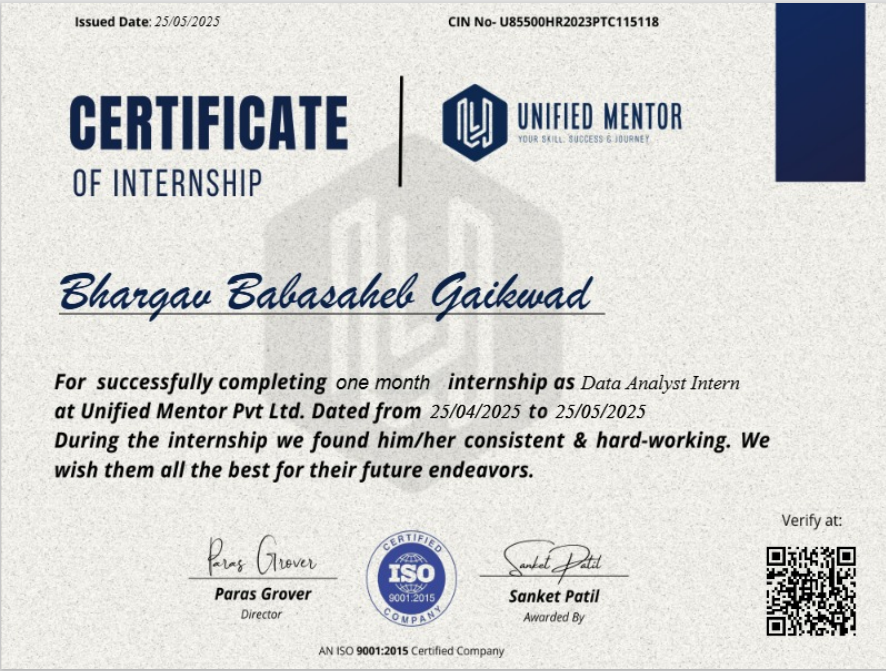 Issued Date: 25/05/2025
CIN No- U85500HR2023PTC115118
CERTIFICATE
OF INTERNSHIP
UNIFIED MENTOR
YOUR SKILL, SUCCESS & JOURNEY
Bhargav Babasaheb Gaikwad
For successfully completing one month internship as Data Analyst Intern
at Unified Mentor Pvt Ltd. Dated from 25/04/2025 to 25/05/2025
During the internship we found him/her consistent & hard-working. We
wish them all the best for their future endeavors.
Verify at:
Paras Grover
Paras Grover
Director
CERTIFIED
ISO
9001:2015
COMPANY
Sanket Patil
Sanket Patil
Awarded By
AN ISO 9001:2015 Certified Company